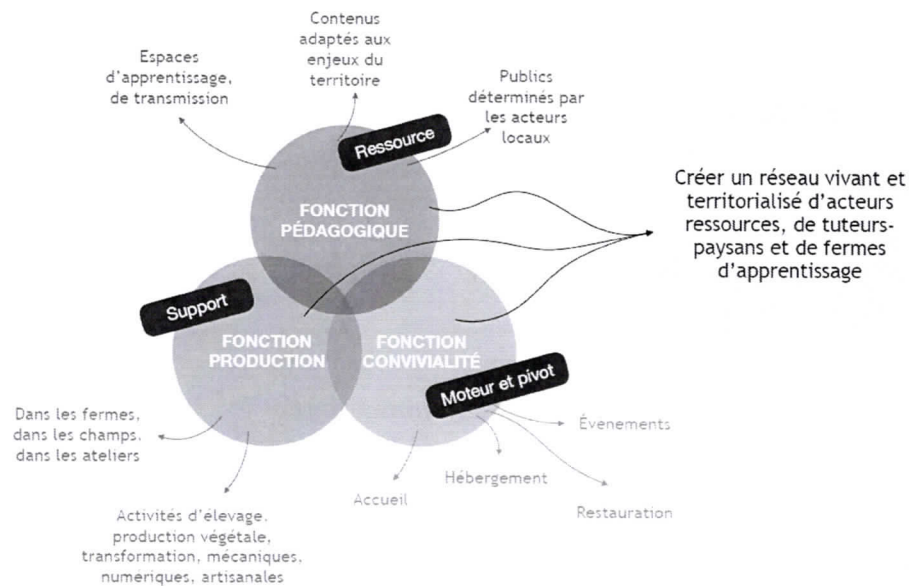 Contenus
adaptés aux
enjeux du
territoire
Espaces
d'apprentissage,
de transmission
Publics
déterminés par
les acteurs
locaux
Ressource
FONCTION
PÉDAGOGIQUE
Créer un réseau vivant et
territorialisé d'acteurs
ressources, de tuteurs-
paysans et de fermes
d'apprentissage
Support
FONCTION
PRODUCTION
FONCTION
CONVIVIALITÉ
Moteur et pivot
Dans les fermes,
dans les champs,
dans les ateliers
Activités d'élevage,
production végétale,
transformation, mécaniques,
numériques, artisanales
Accueil
Hébergement
Évenements
Restauration